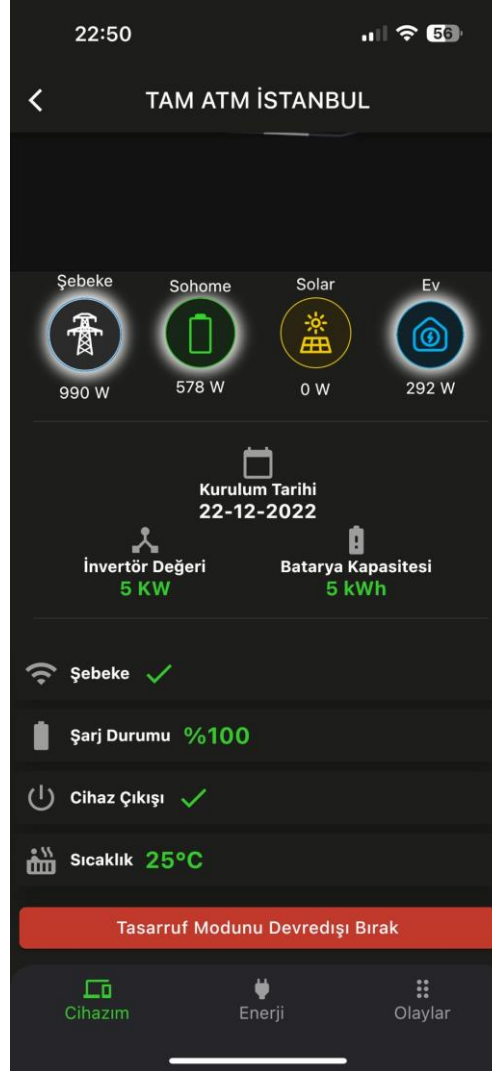 22:50
56
TAM ATM İSTANBUL
Şebeke Sohome Solar Ev
990 W 578 W 0 W 292 W
Kurulum Tarihi
22-12-2022
İnvertör Değeri Batarya Kapasitesi
5 KW 5 kWh
Şebeke
Şarj Durumu %100
Cihaz Çıkışı
Sıcaklık 25°C
Tasarruf Modunu Devredışı Bırak
Cihazım Enerji Olaylar